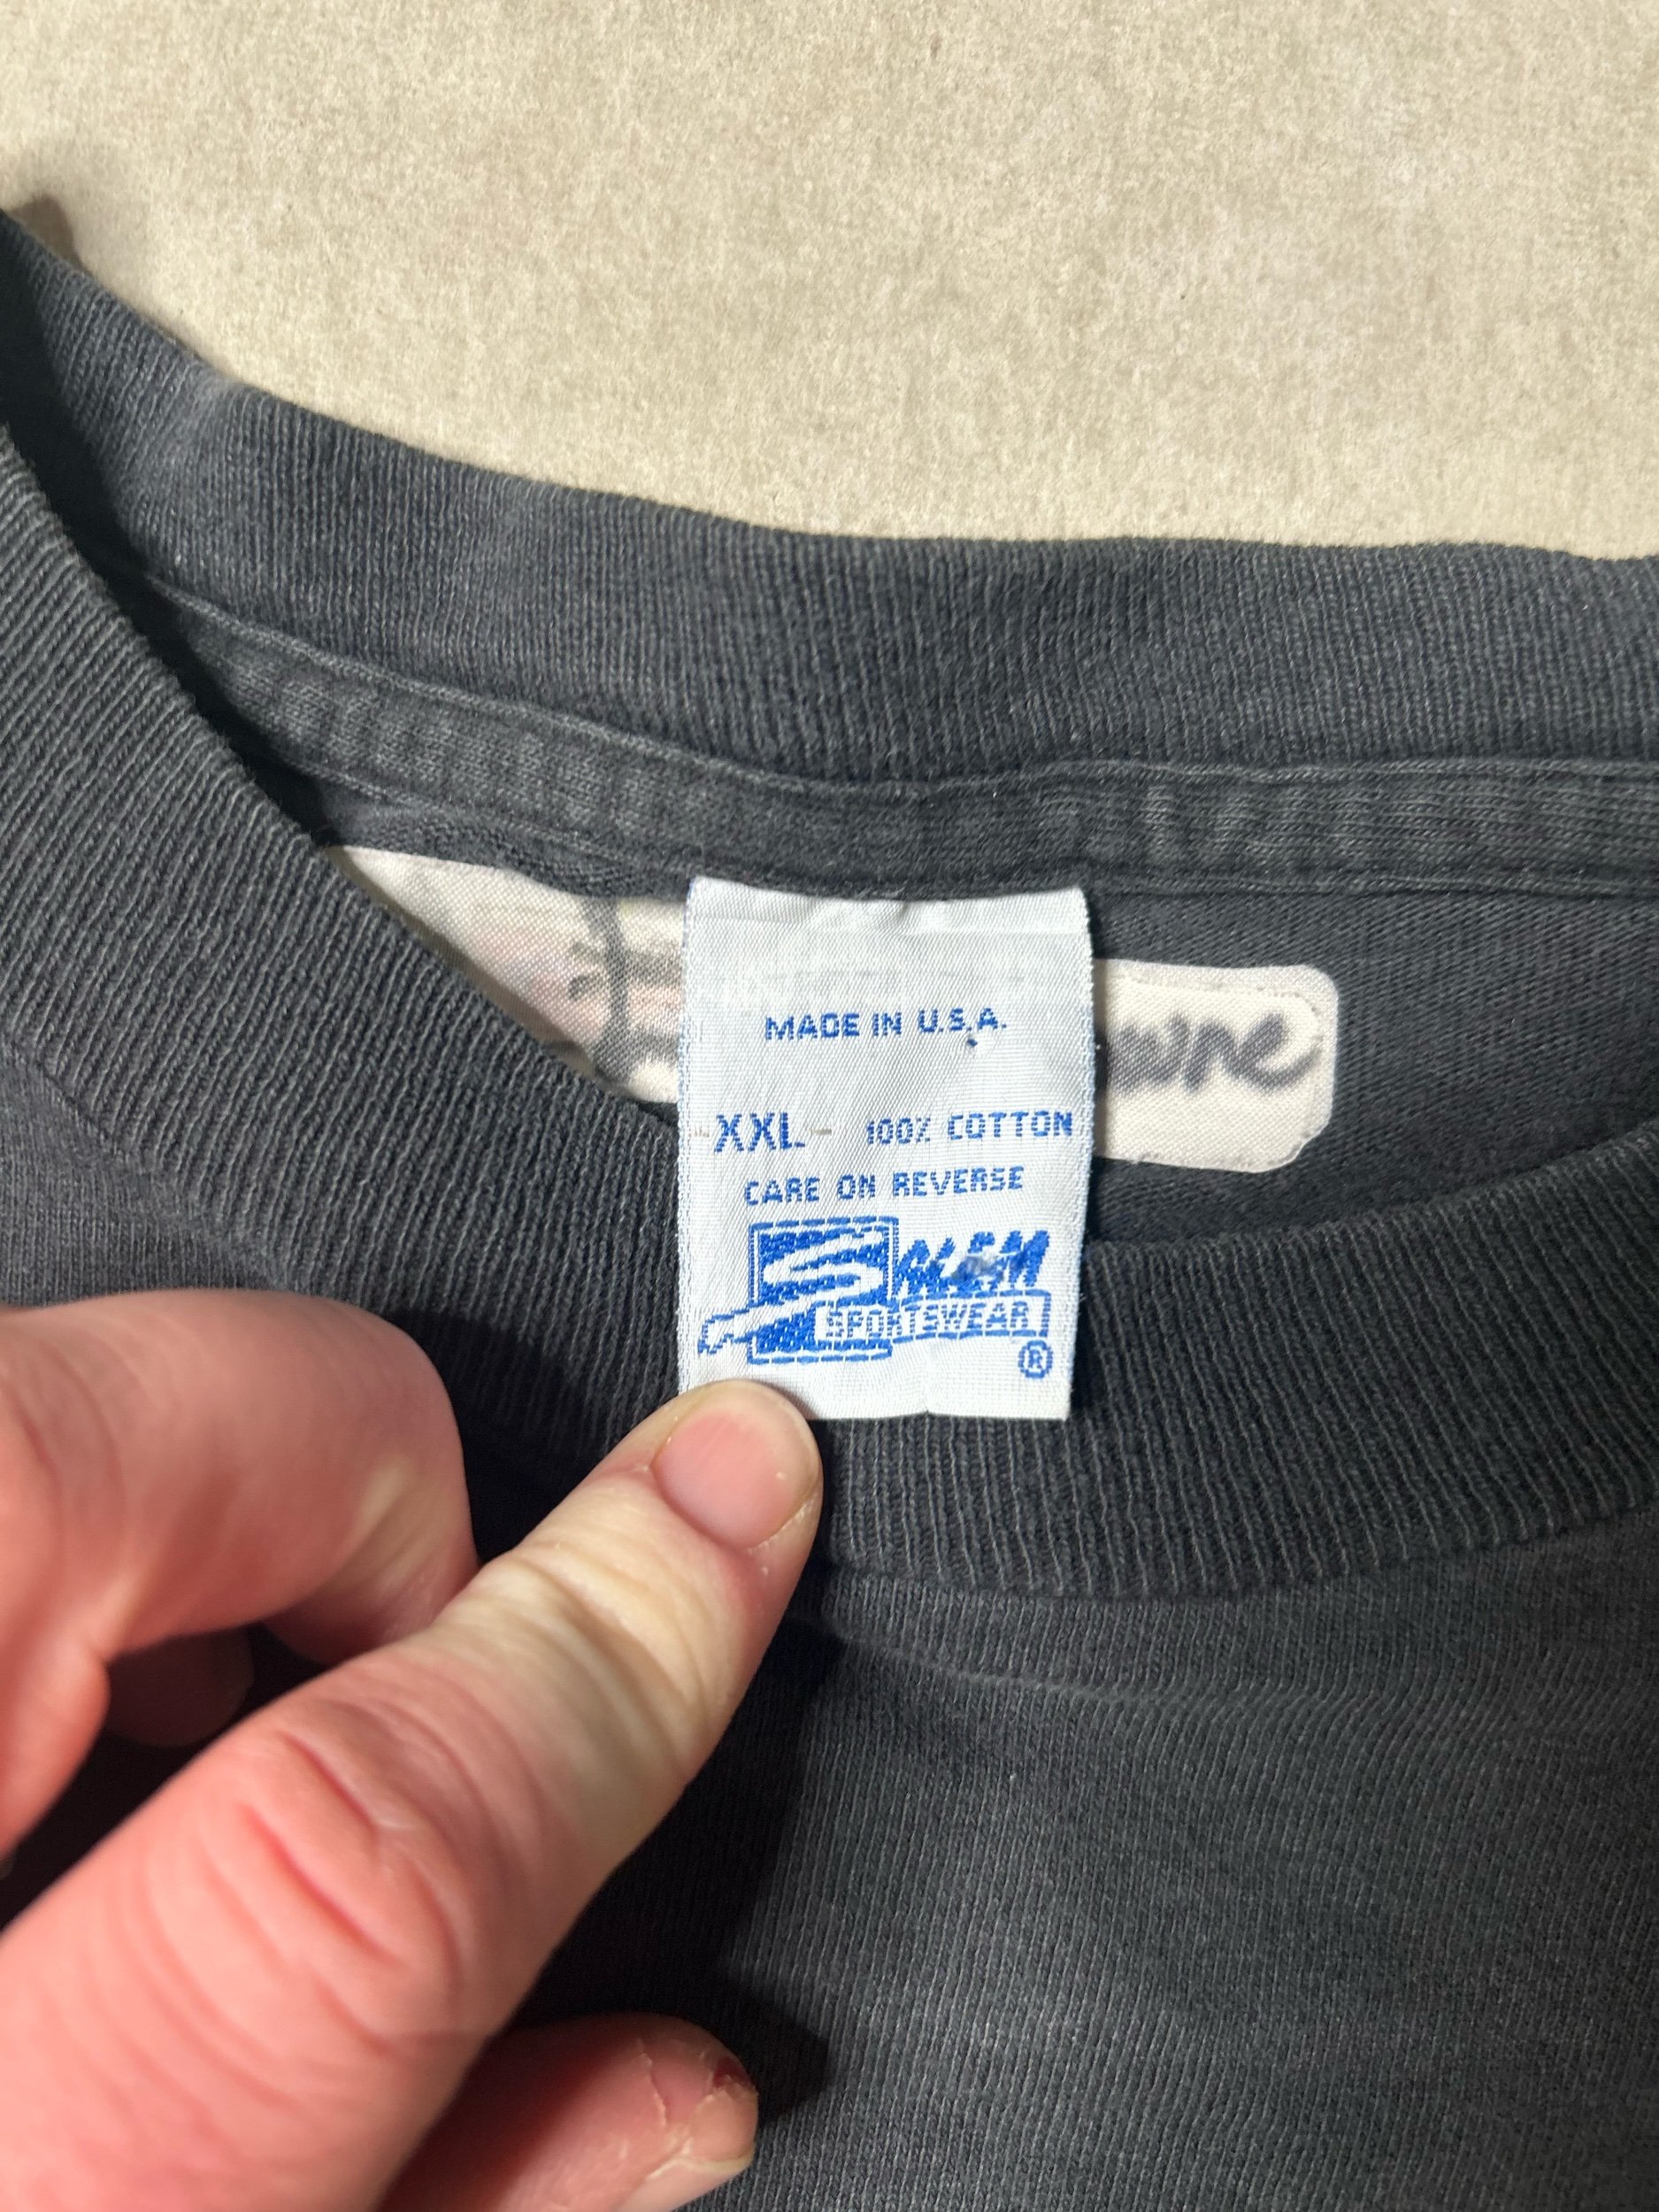 MADE IN U.S.A.
-XXL- 100% COTTON
CARE ON REVERSE
SALEM
SPORTSWEAR
®